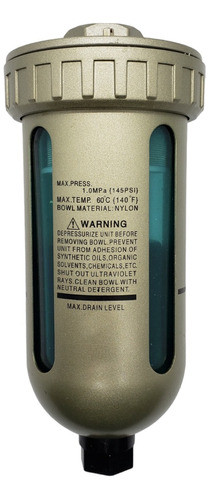 MAX.PRESS.
1.0MPa (145PSI)
MAX.TEMP. 60℃ (140°F)
BOWL MATERIAL: NYLON
⚠ WARNING
DEPRESSURIZE UNIT BEFORE
REMOVING BOWL.PREVENT
UNIT FROM ADHESION OF
SYNTHETIC OILS,ORGANIC
SOLVENTS,CHEMICALS,ETC.
SHUT OUT ULTRAVIOLET
RAYS.CLEAN BOWL WITH
NEUTRAL DETERGENT.
MAX.DRAIN LEVEL